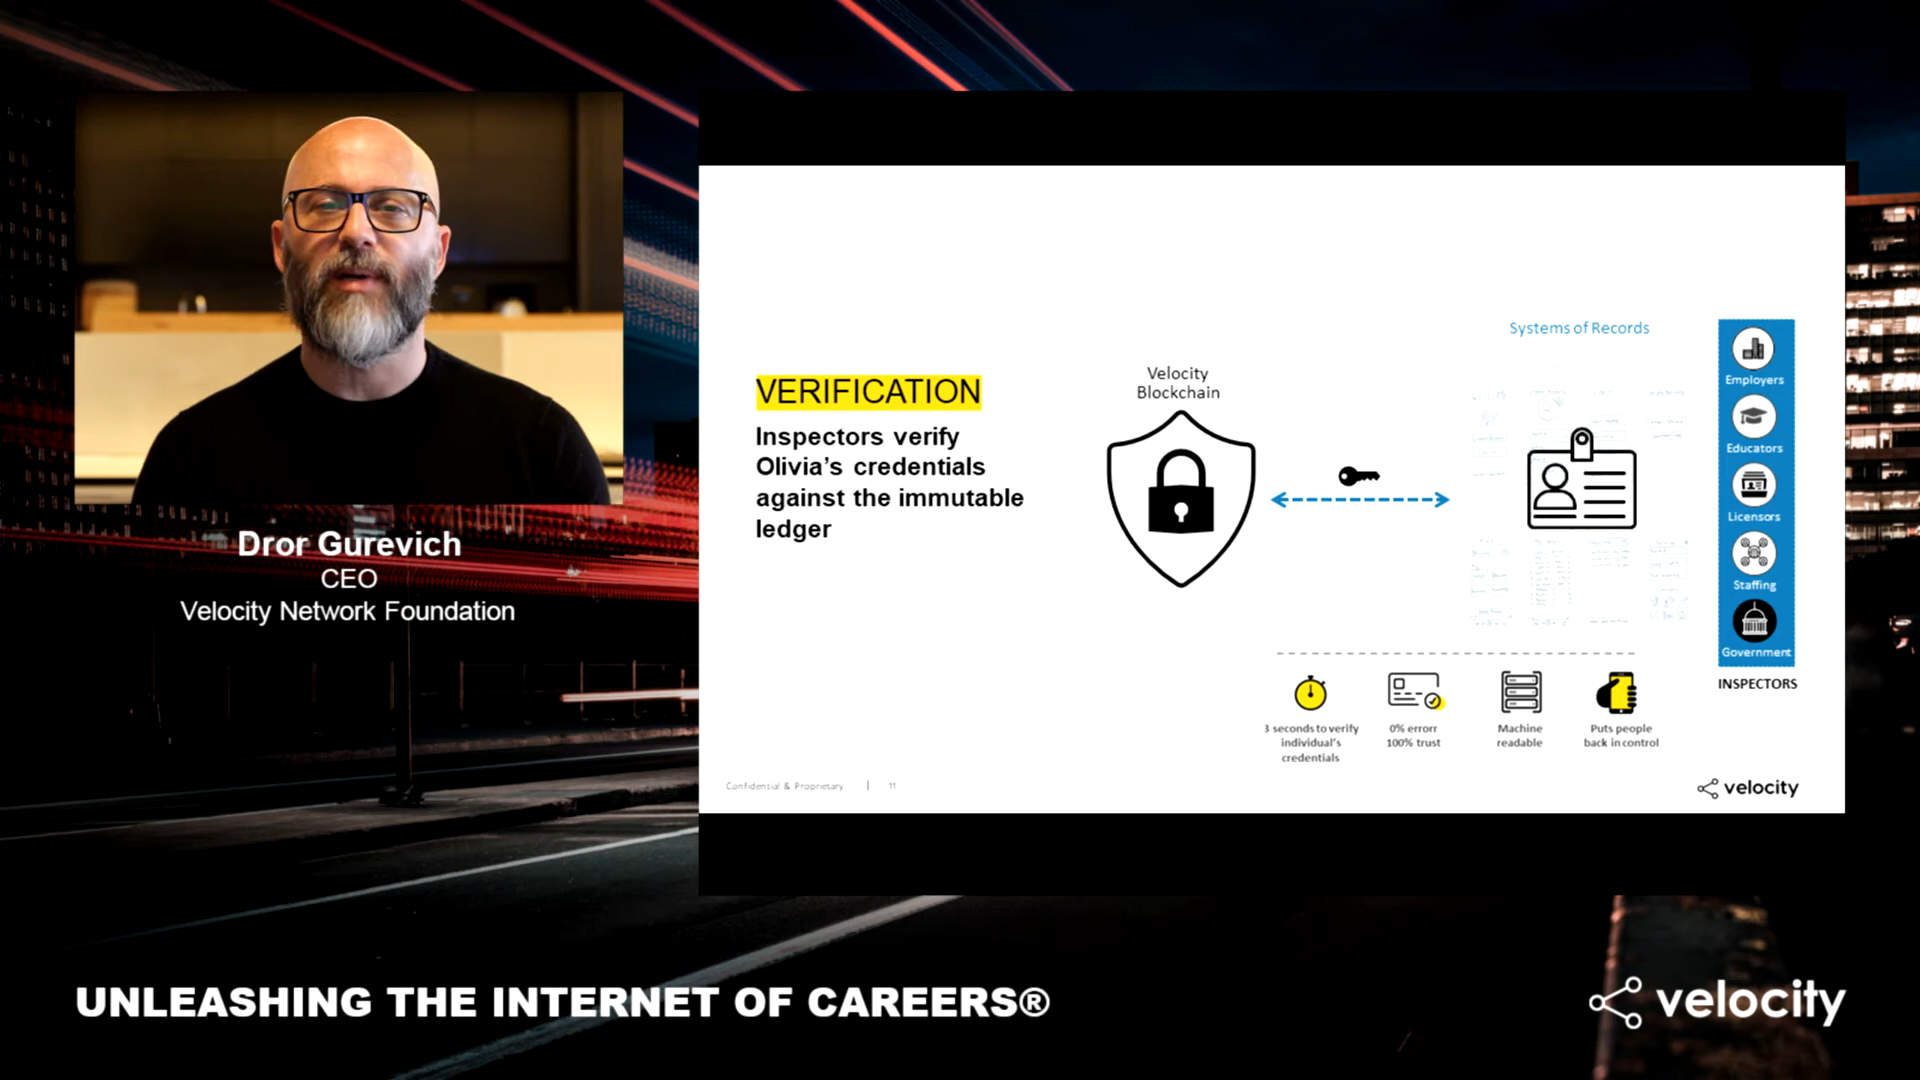 Dror Gurevich
CEO
Velocity Network Foundation
VERIFICATION
Inspectors verify
Olivia’s credentials
against the immutable
ledger
Velocity
Blockchain
Systems of Records
Employers
Educators
Licensors
Staffing
Government
INSPECTORS
3 seconds to verify
individual’s
credentials
0% errorr
100% trust
Machine
readable
Puts people
back in control
Confidential & Proprietary | 11
velocity
UNLEASHING THE INTERNET OF CAREERS®
velocity